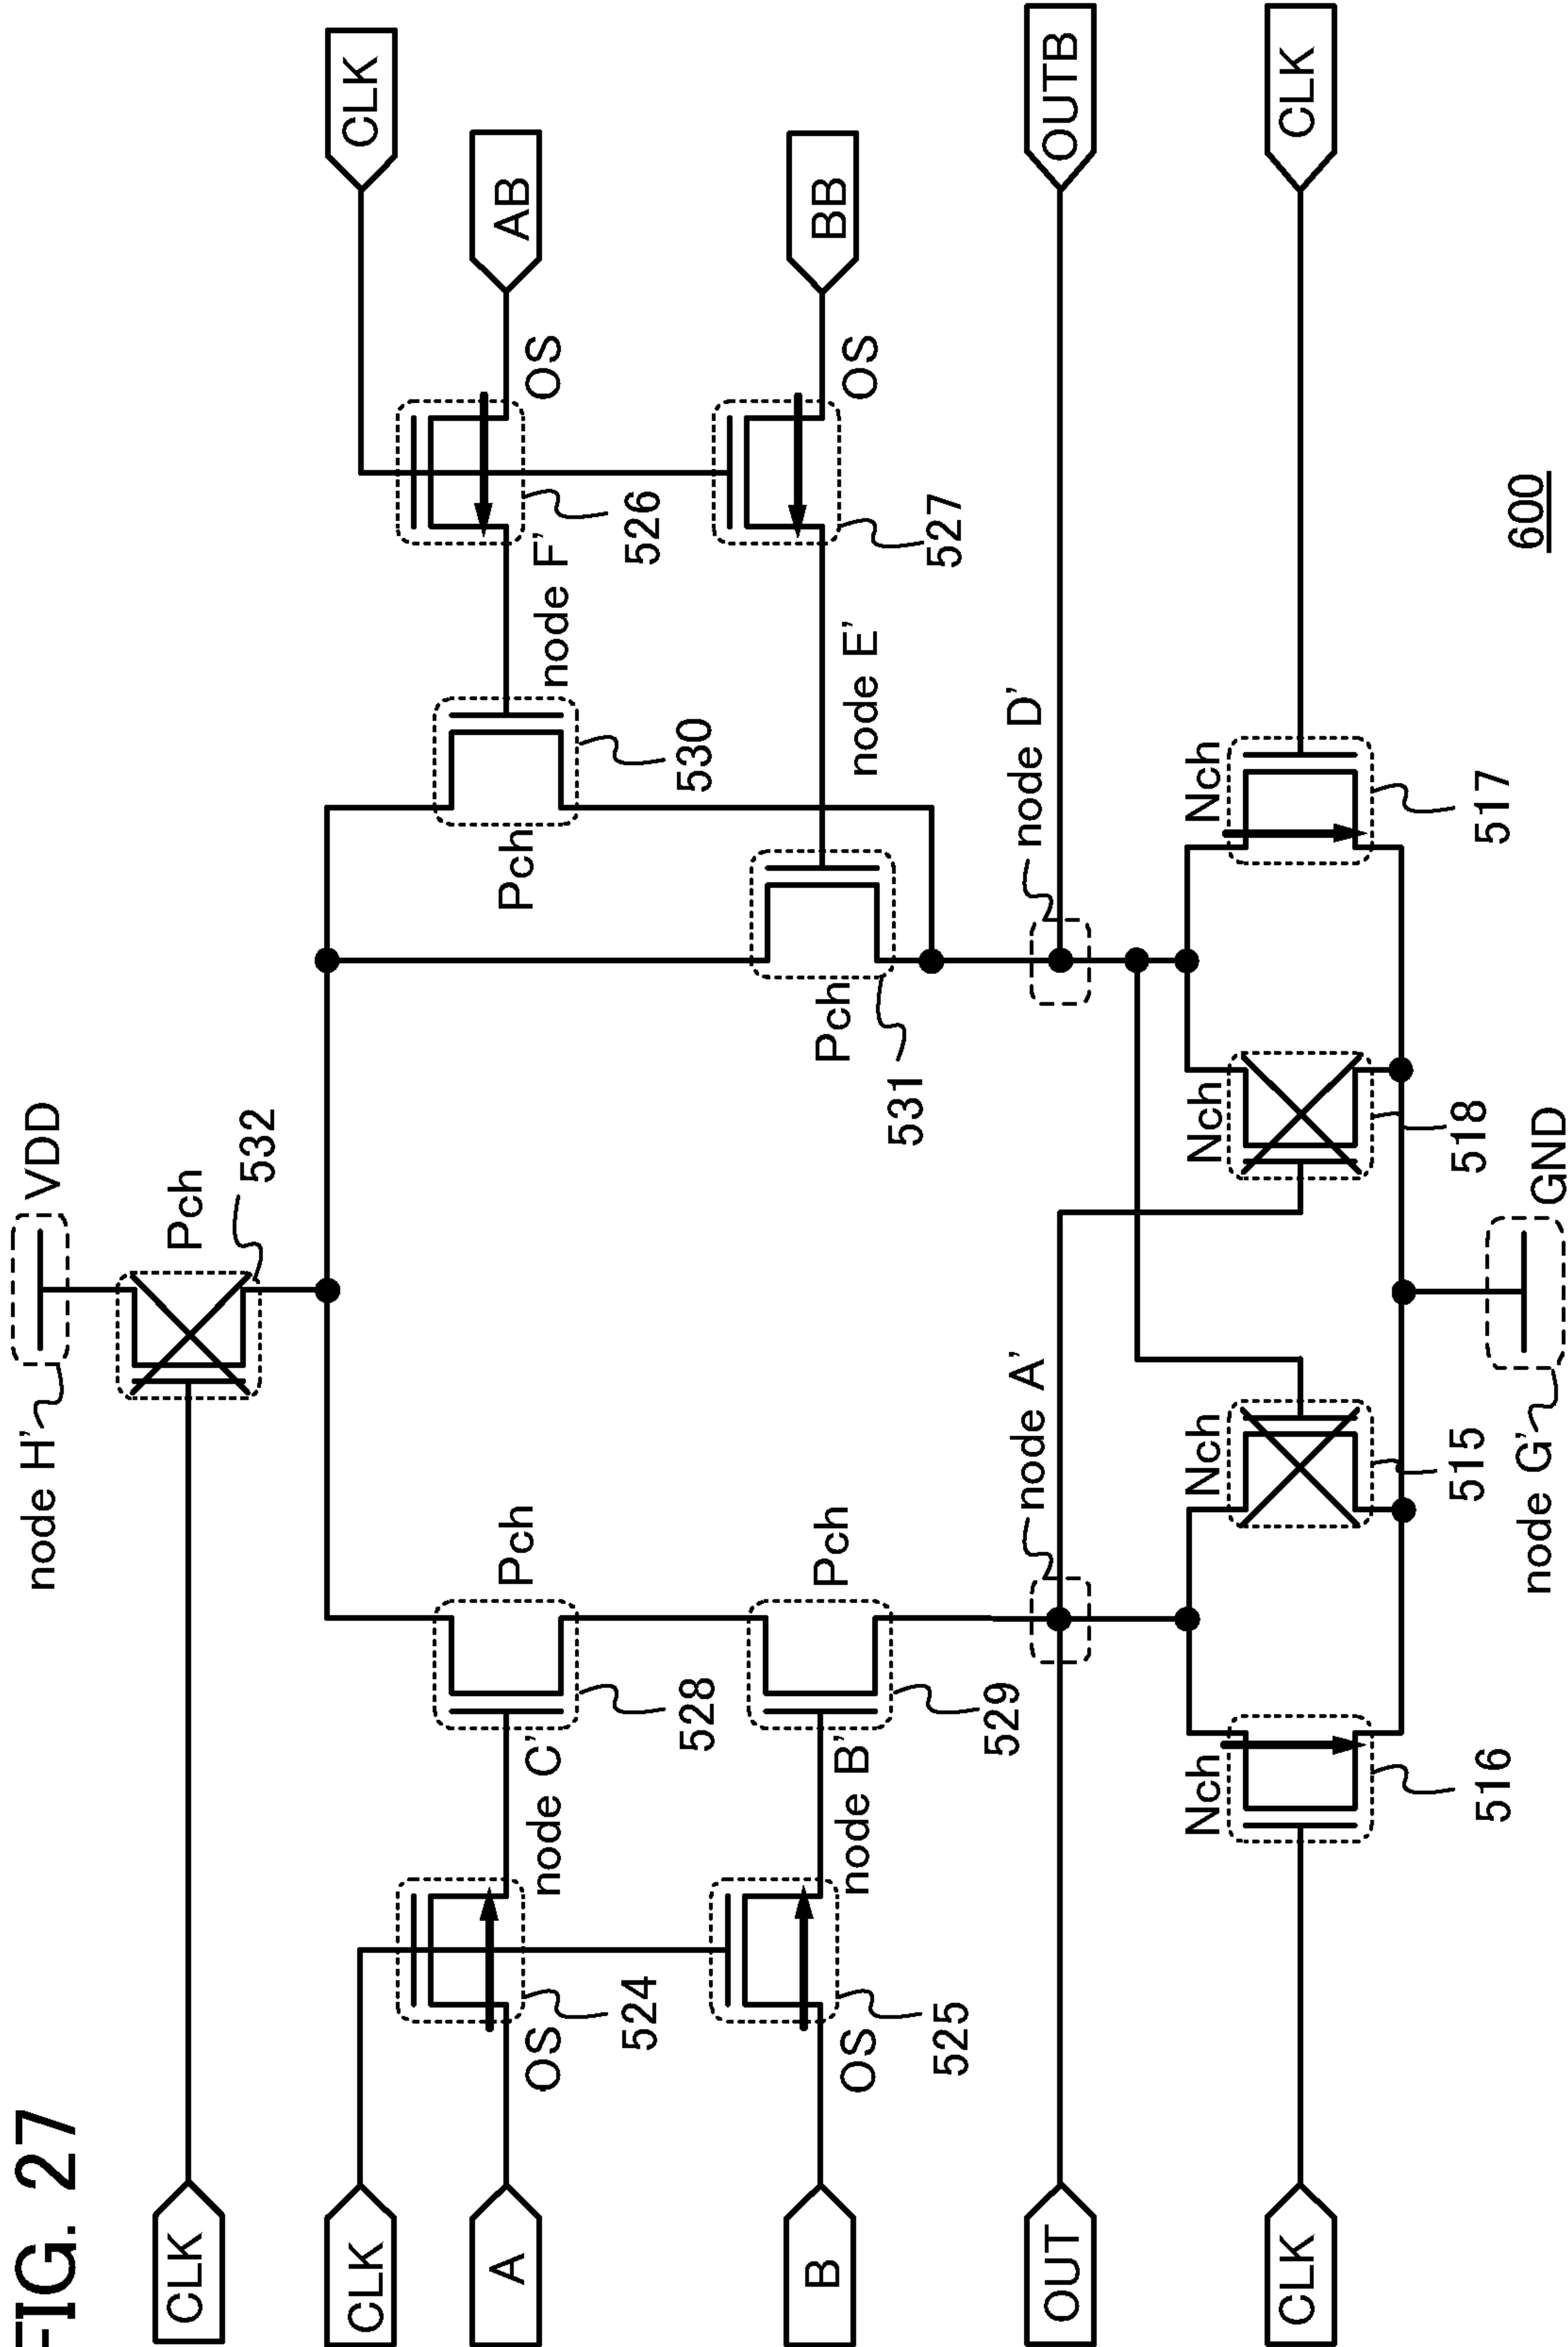 FIG. 27
node H'
VDD
CLK
Pch
532
CLK
CLK
A
OS
524
node C'
528
Pch
Pch
530
node F'
526
OS
AB
B
OS
525
node B'
529
Pch
Pch
531
node E'
527
OS
BB
OUT
node A'
node D'
OUTB
CLK
Nch
516
Nch
515
Nch
518
Nch
517
CLK
node G'
GND
600